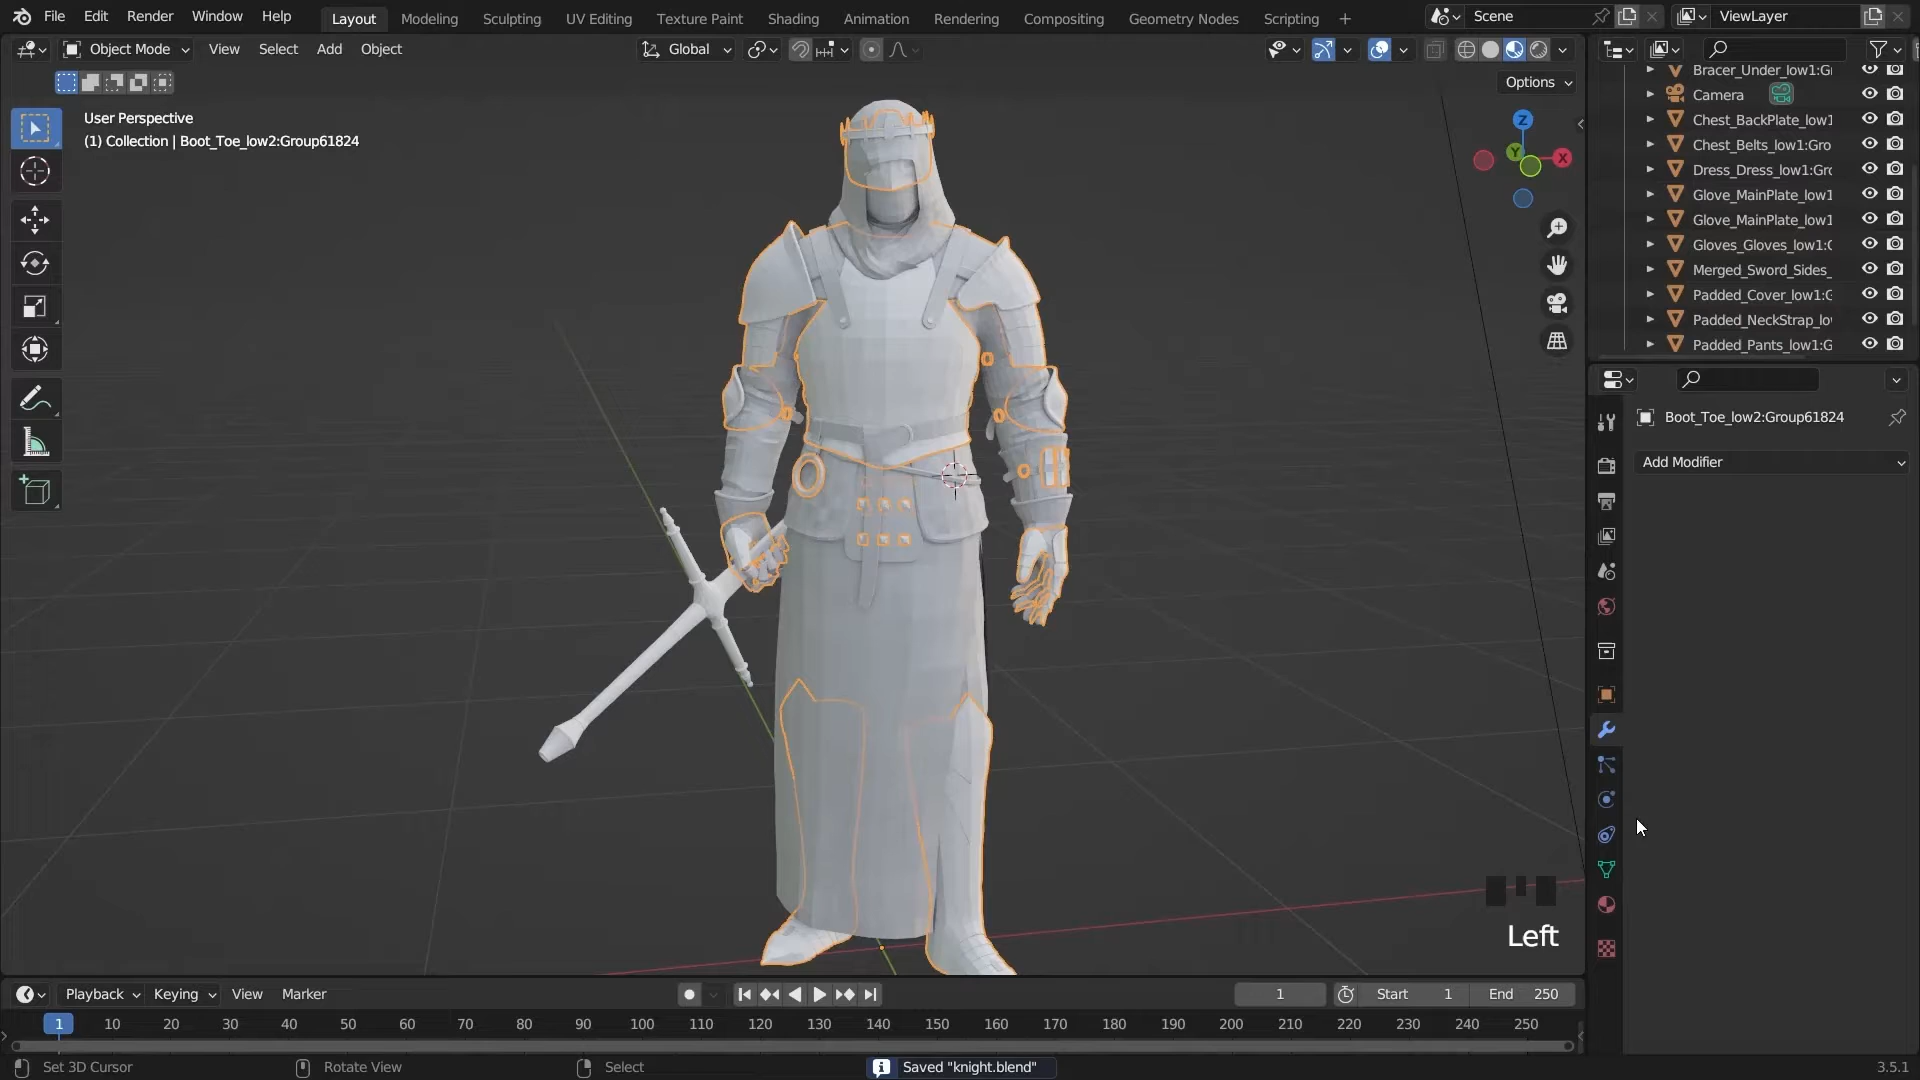 File Edit Render Window Help
Layout Modeling Sculpting UV Editing Texture Paint Shading Animation Rendering Compositing Geometry Nodes Scripting +
Scene
ViewLayer
Object Mode View Select Add Object
Global
Options
User Perspective
(1) Collection | Boot_Toe_low2:Group61824
Z
Y
X
Bracer_Under_low1:Gr
Camera
Chest_BackPlate_low1
Chest_Belts_low1:Gro
Dress_Dress_low1:Gro
Glove_MainPlate_low1
Glove_MainPlate_low1
Gloves_Gloves_low1:G
Merged_Sword_Sides_
Padded_Cover_low1:G
Padded_NeckStrap_lo
Padded_Pants_low1:G
Boot_Toe_low2:Group61824
Add Modifier
Left
Playback Keying View Marker
1
Start 1
End 250
1 10 20 30 40 50 60 70 80 90 100 110 120 130 140 150 160 170 180 190 200 210 220 230 240 250
Set 3D Cursor
Rotate View
Select
Saved "knight.blend"
3.5.1